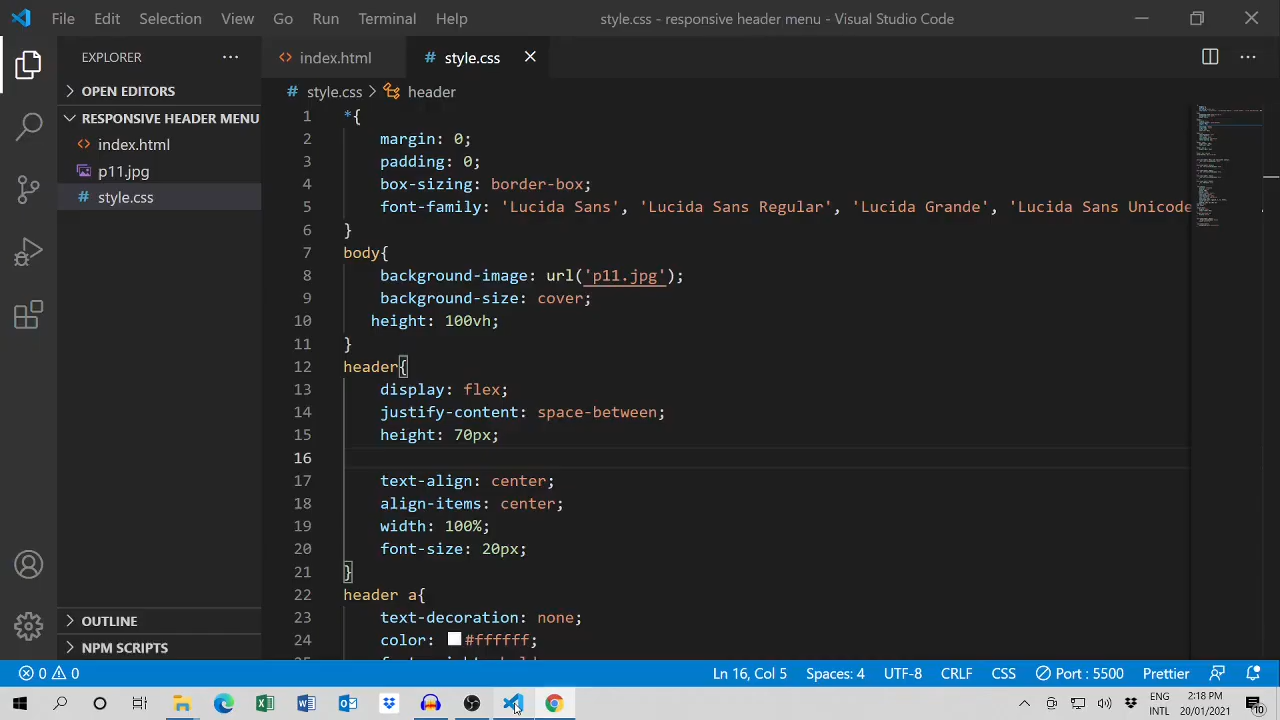 File Edit Selection View Go Run Terminal Help style.css - responsive header menu - Visual Studio Code
EXPLORER
OPEN EDITORS
RESPONSIVE HEADER MENU
index.html
p11.jpg
style.css
OUTLINE
NPM SCRIPTS
index.html style.css
style.css > header
1 *{
2 margin: 0;
3 padding: 0;
4 box-sizing: border-box;
5 font-family: 'Lucida Sans', 'Lucida Sans Regular', 'Lucida Grande', 'Lucida Sans Unicode
6 }
7 body{
8 background-image: url('p11.jpg');
9 background-size: cover;
10 height: 100vh;
11 }
12 header{
13 display: flex;
14 justify-content: space-between;
15 height: 70px;
16
17 text-align: center;
18 align-items: center;
19 width: 100%;
20 font-size: 20px;
21 }
22 header a{
23 text-decoration: none;
24 color: #ffffff;
0 0 Ln 16, Col 5 Spaces: 4 UTF-8 CRLF CSS Port : 5500 Prettier
ENG 2:18 PM
INTL 20/01/2021 10